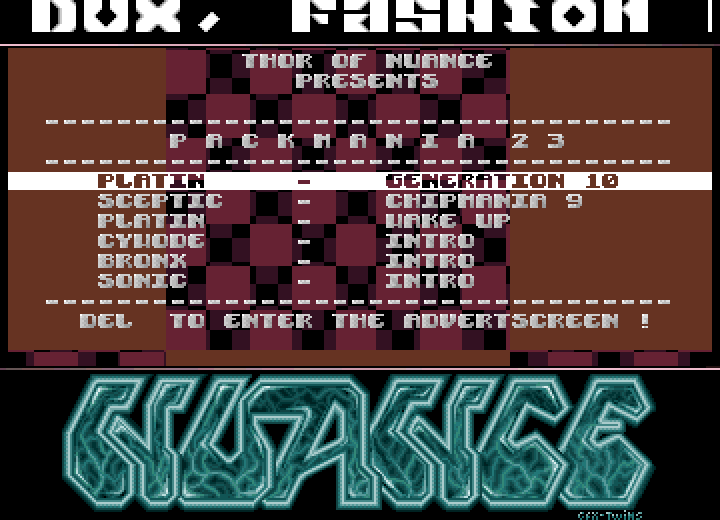 DUX, FASHION
THOR OF NUANCE
PRESENTS
--------------------------------
P A C K M A N I A  2 3
--------------------------------
PLATIN - GENERATION 10
SCEPTIC - CHIPMANIA 9
PLATIN - WAKE UP
CYWODE - INTRO
BRONX - INTRO
SONIC - INTRO
--------------------------------
DEL TO ENTER THE ADVERTSCREEN !
NUANCE
GFX-TWINS